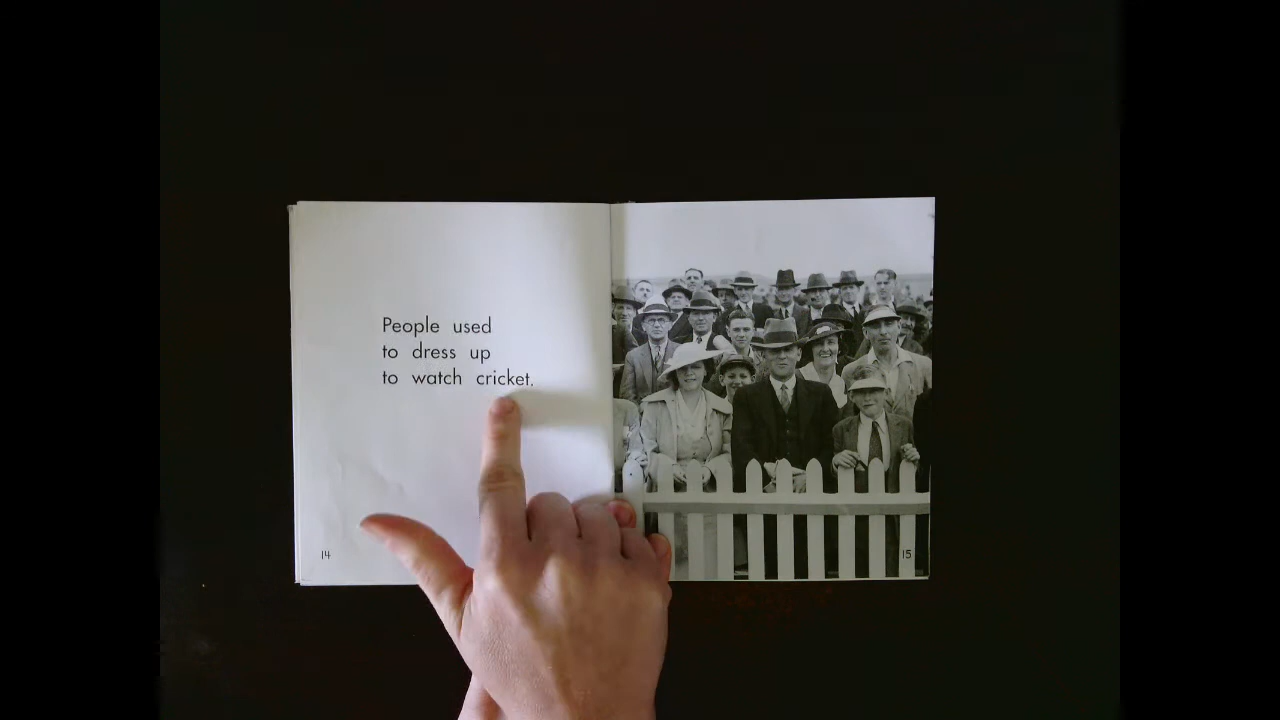 People used
to dress up
to watch cricket.
14
15